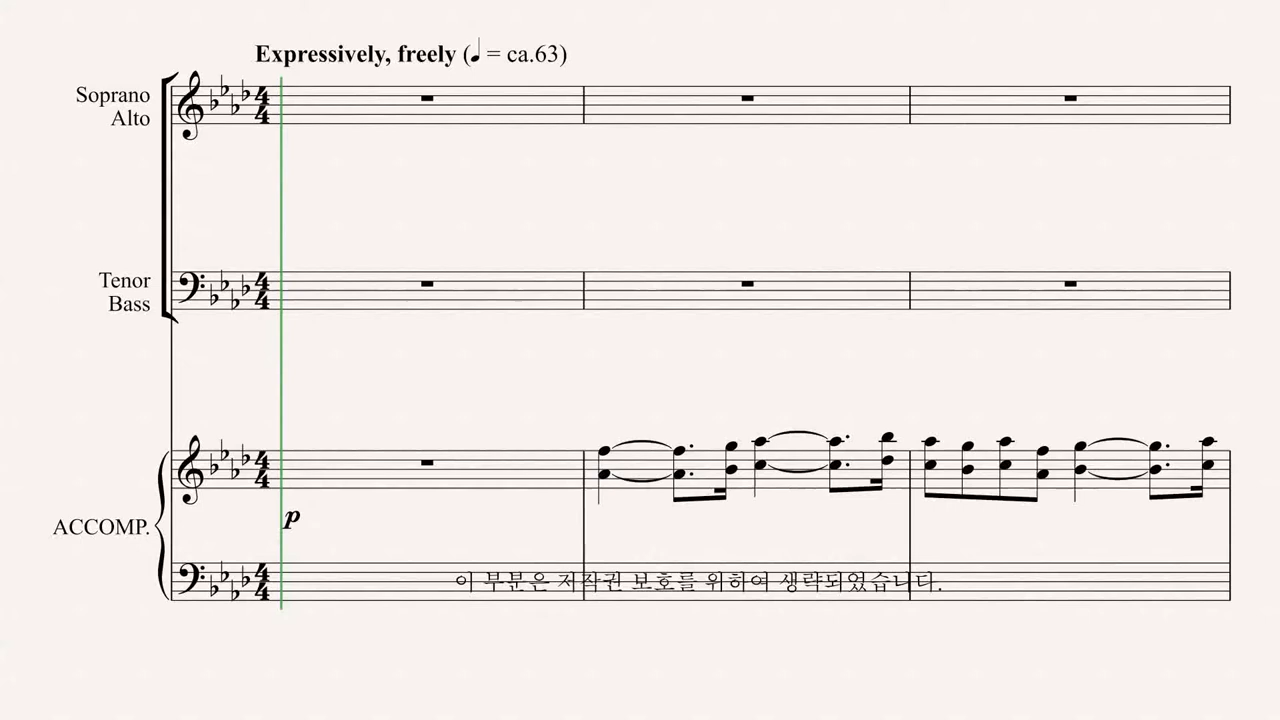 Expressively, freely (♩ = ca.63)
Soprano
Alto
Tenor
Bass
p
ACCOMP.
이 부분은 저작권 보호를 위하여 생략되었습니다.